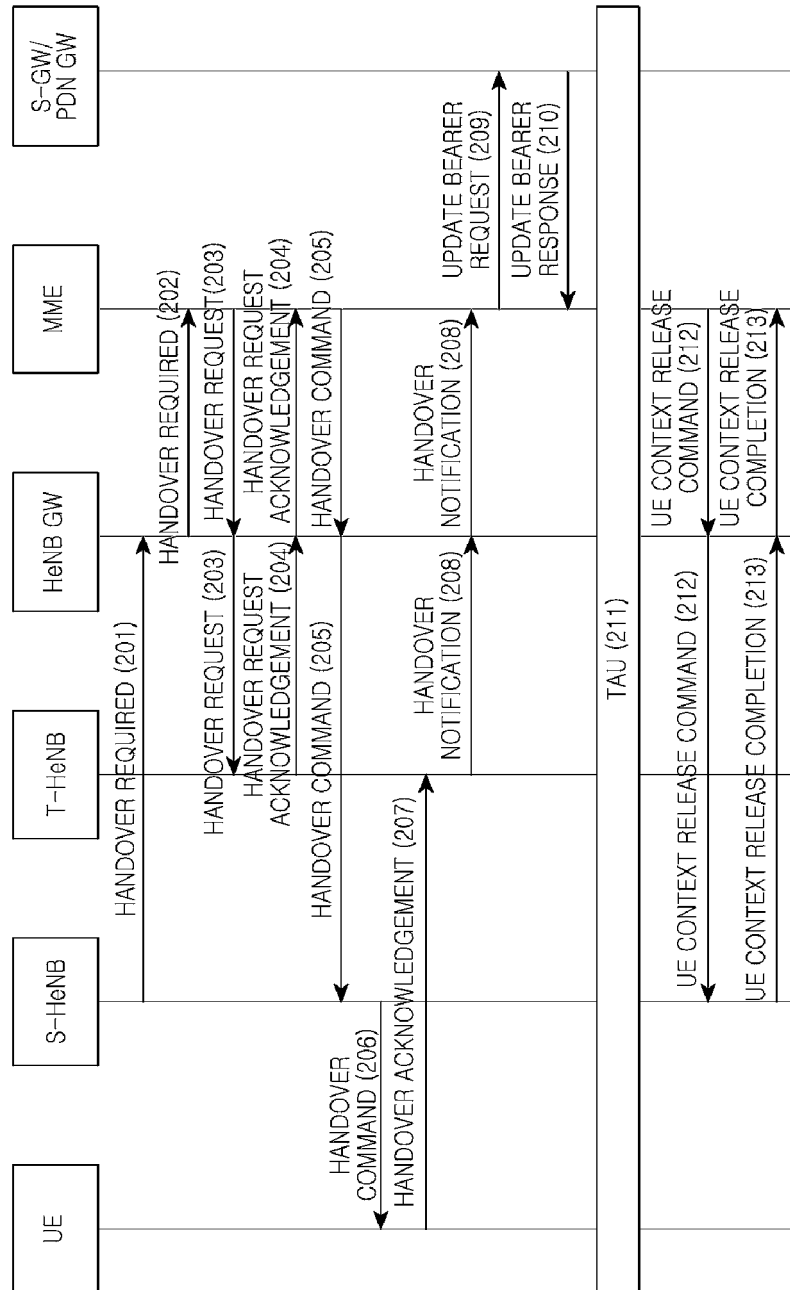 UE
S-HeNB
T-HeNB
HeNB GW
MME
S-GW/
PDN GW
HANDOVER REQUIRED (201)
HANDOVER REQUIRED (202)
HANDOVER REQUEST (203)
HANDOVER REQUEST(203)
HANDOVER REQUEST
ACKNOWLEDGEMENT (204)
HANDOVER REQUEST
ACKNOWLEDGEMENT (204)
HANDOVER COMMAND (205)
HANDOVER COMMAND (205)
HANDOVER
COMMAND (206)
HANDOVER ACKNOWLEDGEMENT (207)
HANDOVER
NOTIFICATION (208)
HANDOVER
NOTIFICATION (208)
UPDATE BEARER
REQUEST (209)
UPDATE BEARER
RESPONSE (210)
TAU (211)
UE CONTEXT RELEASE COMMAND (212)
UE CONTEXT RELEASE
COMMAND (212)
UE CONTEXT RELEASE COMPLETION (213)
UE CONTEXT RELEASE
COMPLETION (213)